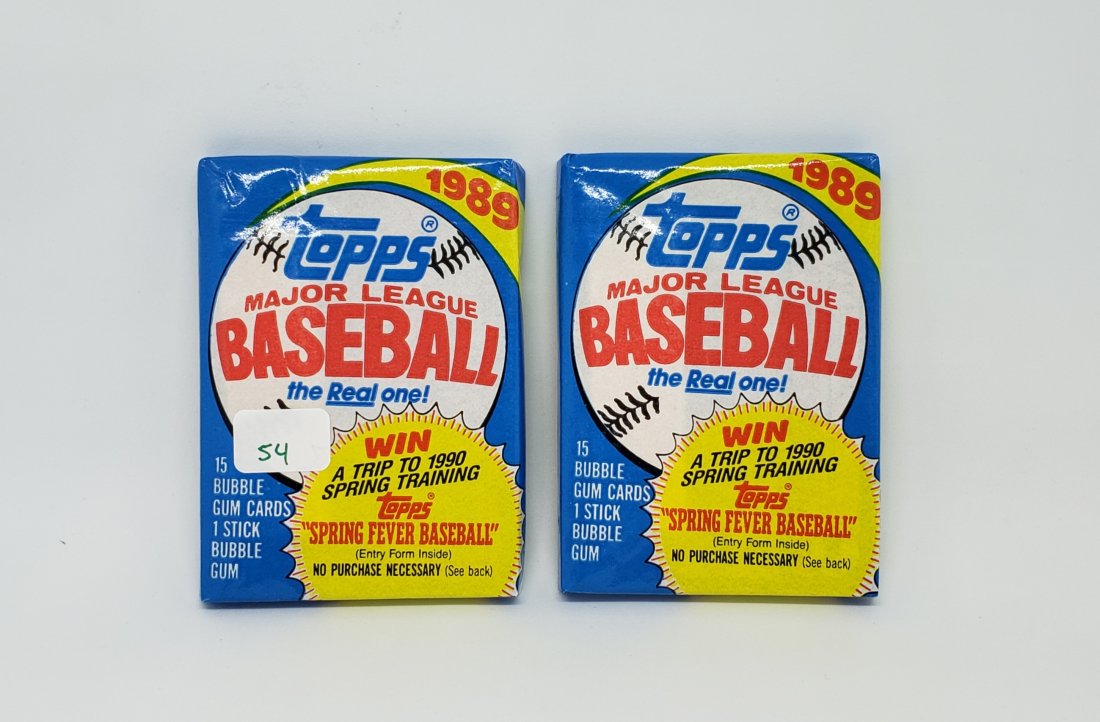 1989
Topps®
MAJOR LEAGUE
BASEBALL
the Real one!
54
15
BUBBLE
GUM CARDS
1 STICK
BUBBLE
GUM
WIN
A TRIP TO 1990
SPRING TRAINING
Topps®
"SPRING FEVER BASEBALL"
(Entry Form Inside)
NO PURCHASE NECESSARY (See back)
1989
Topps®
MAJOR LEAGUE
BASEBALL
the Real one!
15
BUBBLE
GUM CARDS
1 STICK
BUBBLE
GUM
WIN
A TRIP TO 1990
SPRING TRAINING
Topps®
"SPRING FEVER BASEBALL"
(Entry Form Inside)
NO PURCHASE NECESSARY (See back)